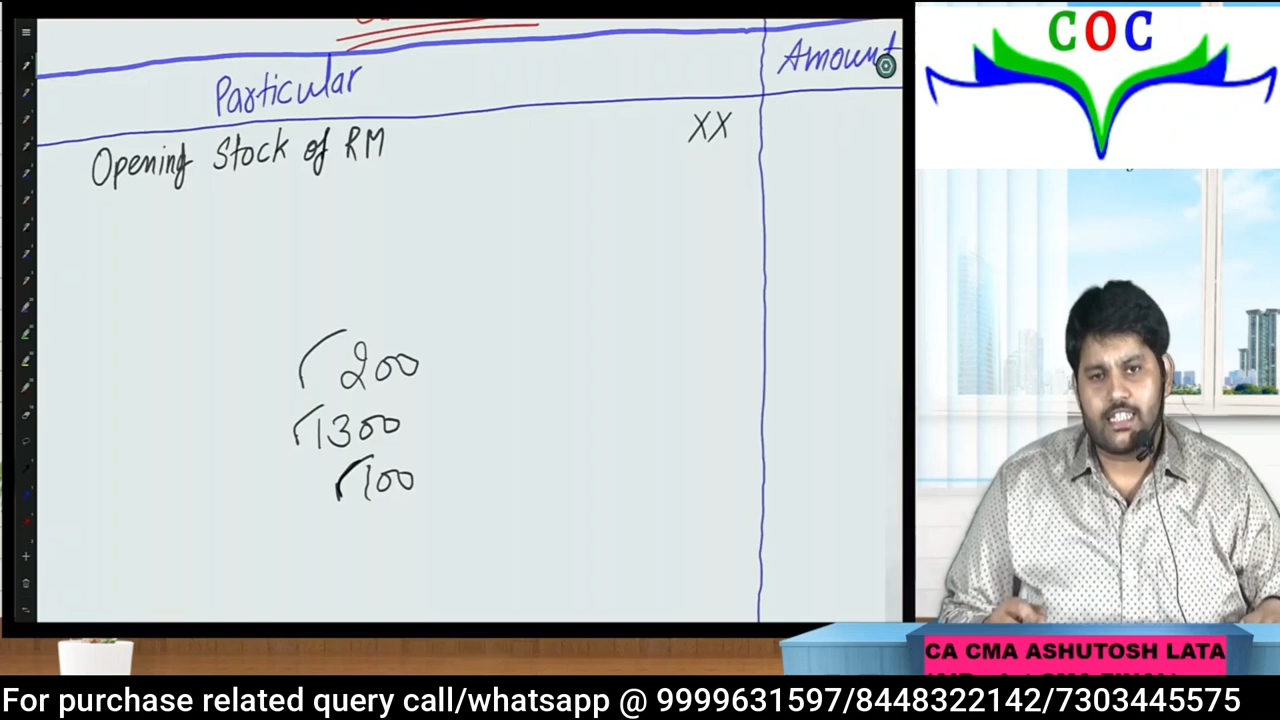 Particular
Amount
Opening Stock of RM XX
200
1300
100
COC
CA CMA ASHUTOSH LATA
For purchase related query call/whatsapp @ 9999631597/8448322142/7303445575